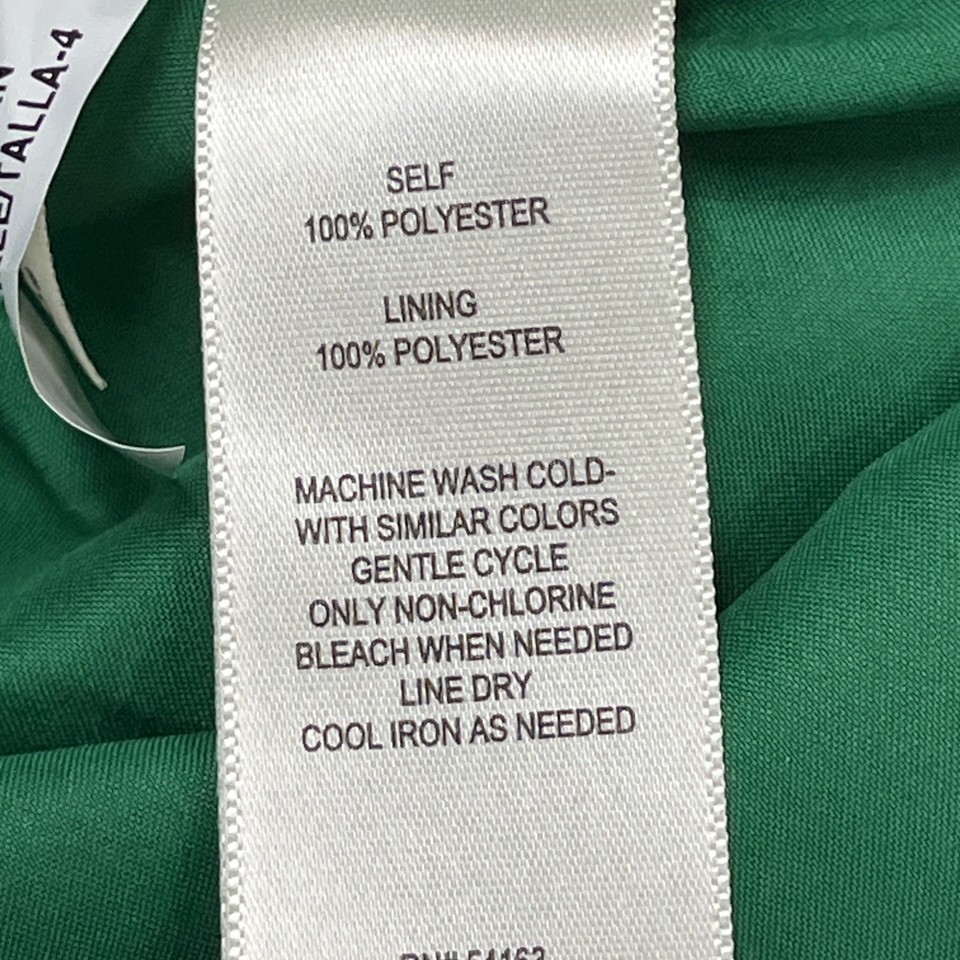 TALLA-4
SELF
100% POLYESTER
LINING
100% POLYESTER
MACHINE WASH COLD-
WITH SIMILAR COLORS
GENTLE CYCLE
ONLY NON-CHLORINE
BLEACH WHEN NEEDED
LINE DRY
COOL IRON AS NEEDED